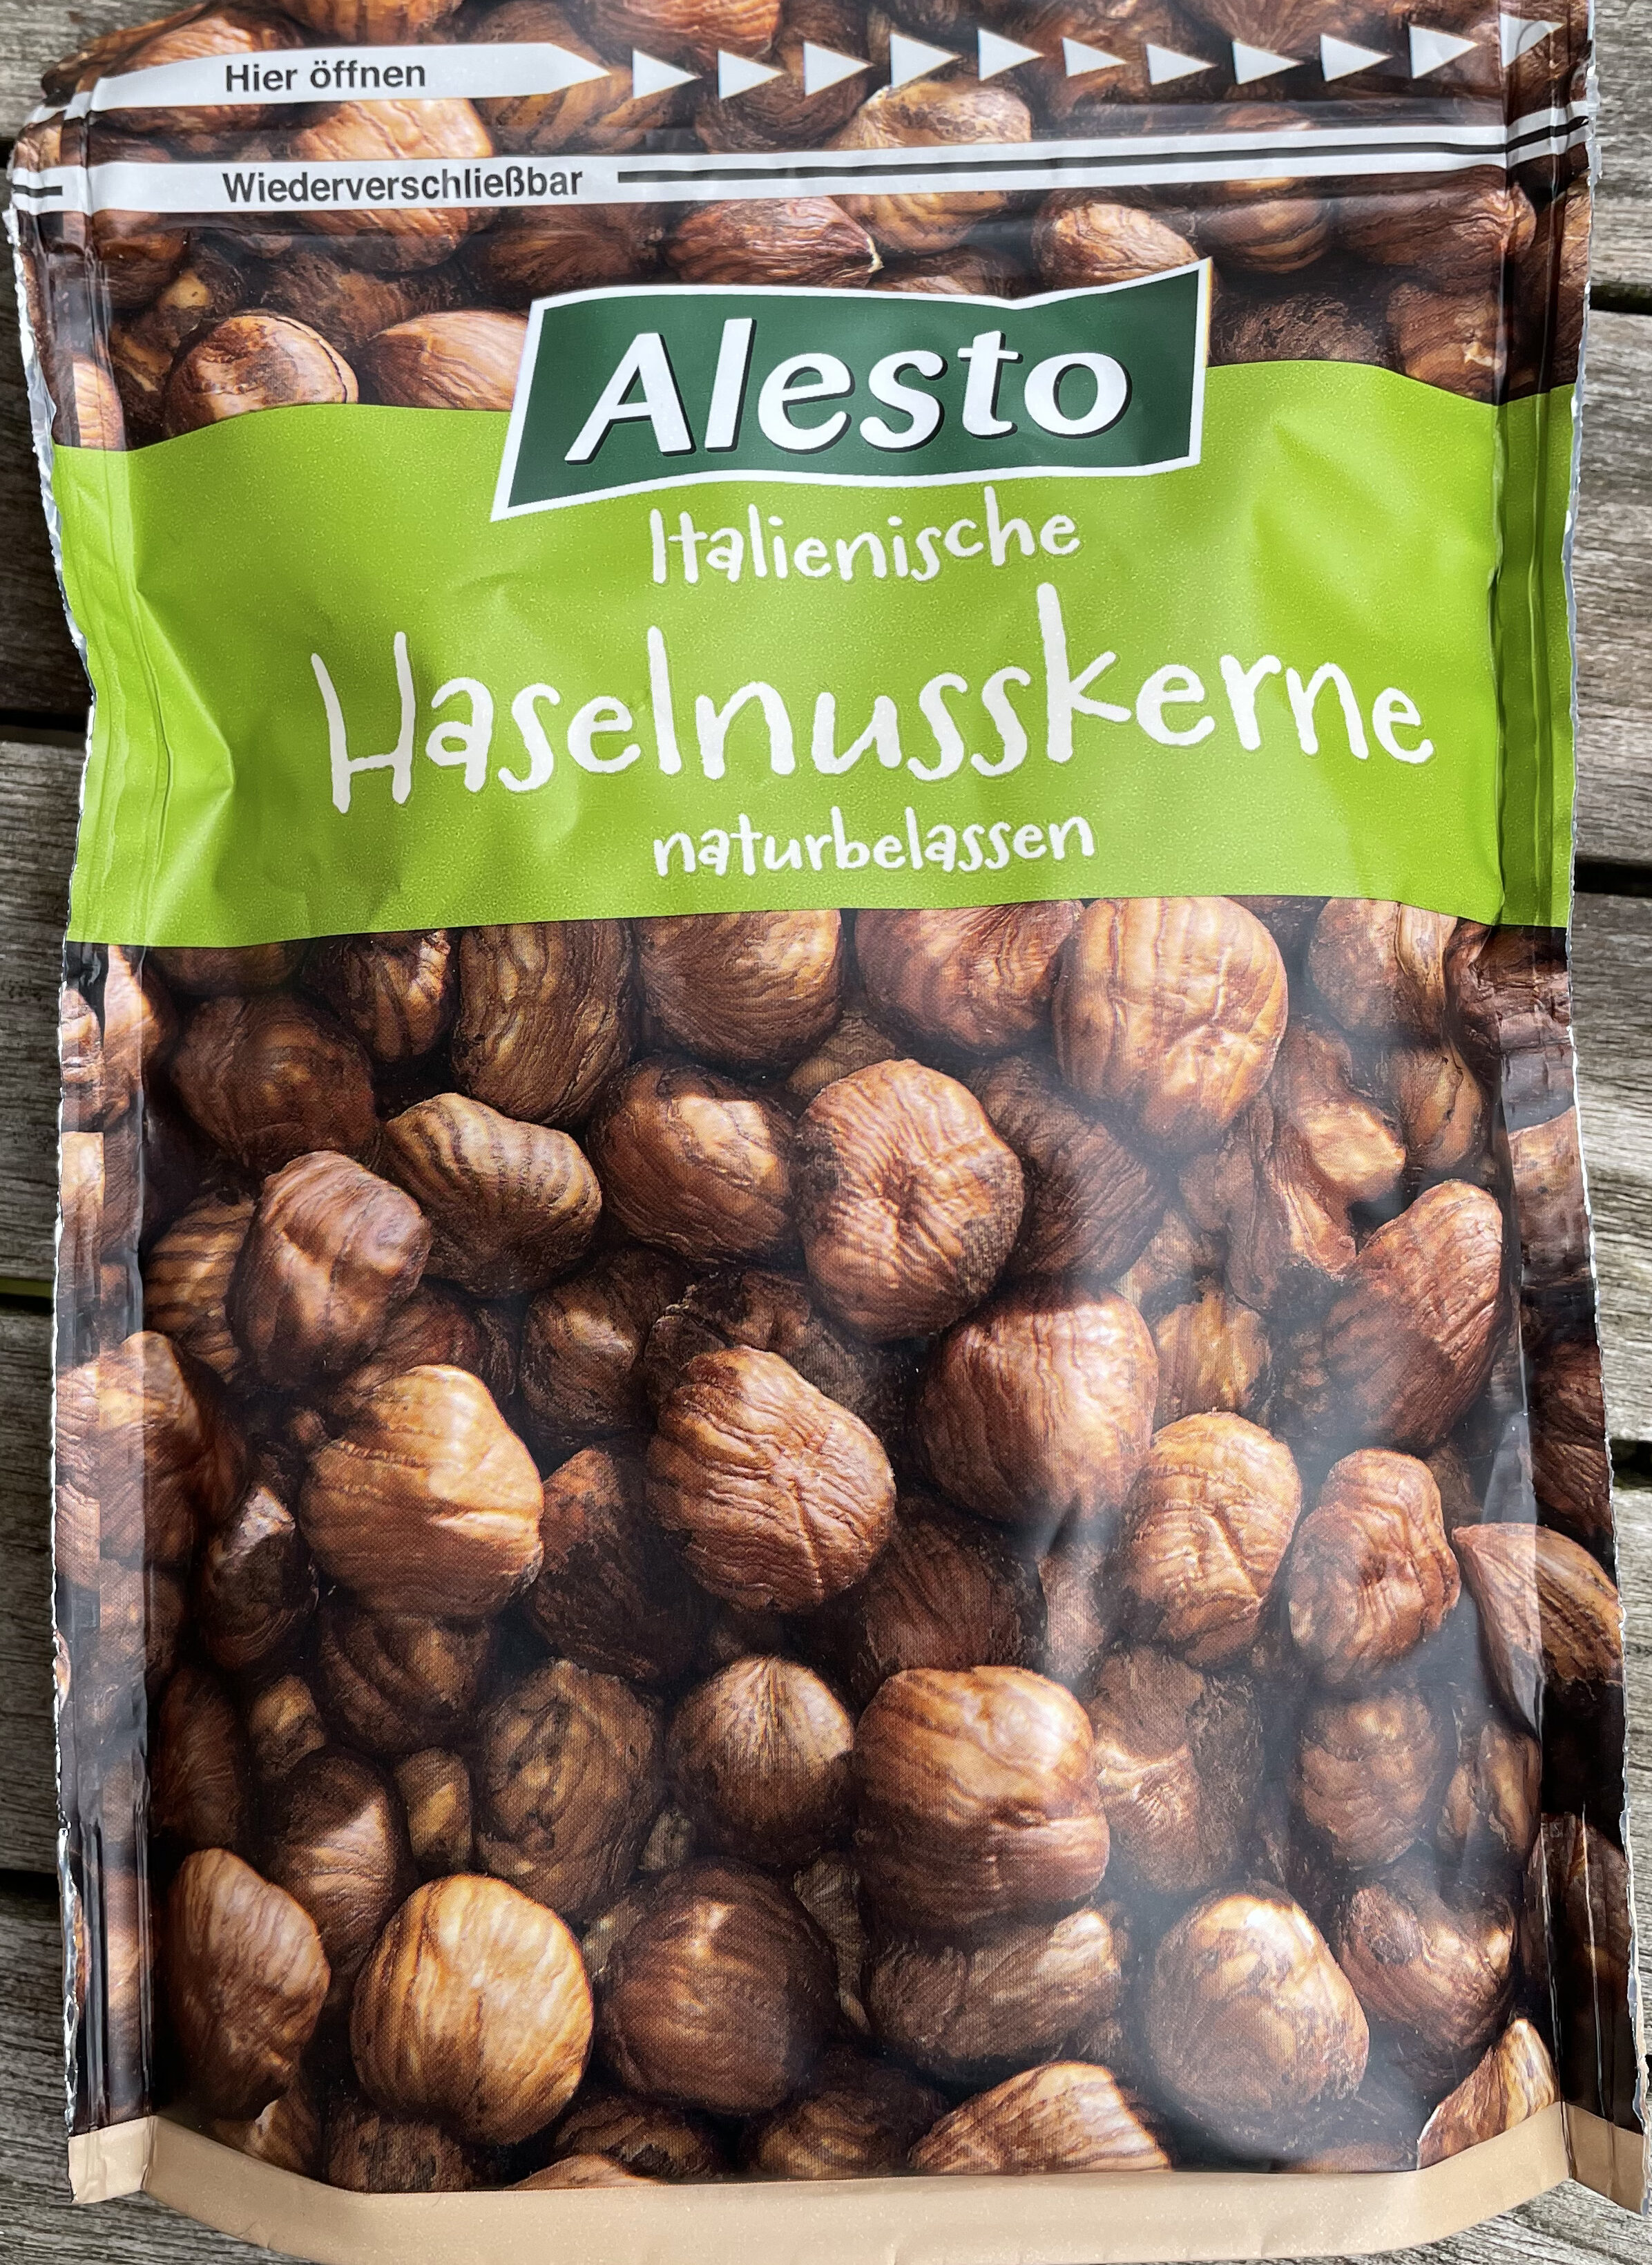 Hier öffnen
Wiederverschließbar
Alesto
Italienische
Haselnusskerne
naturbelassen